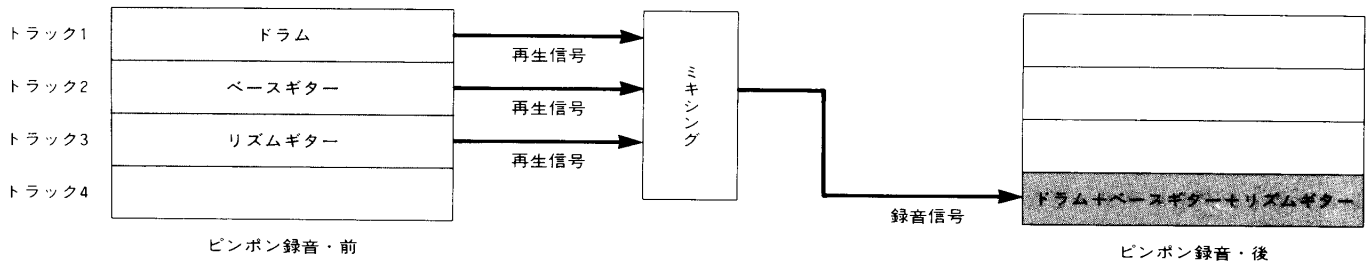 トラック1
ドラム
再生信号
トラック2
ベースギター
再生信号
トラック3
リズムギター
再生信号
トラック4
ミキシング
録音信号
ドラム+ベースギター+リズムギター
ピンポン録音・前
ピンポン録音・後